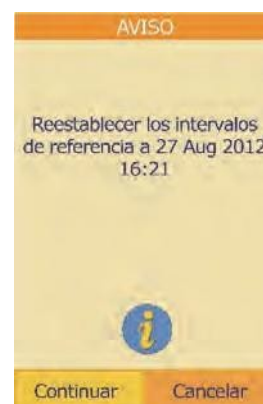 AVISO
Reestablecer los intervalos
de referencia a 27 Aug 2012
16:21
i
Continuar Cancelar